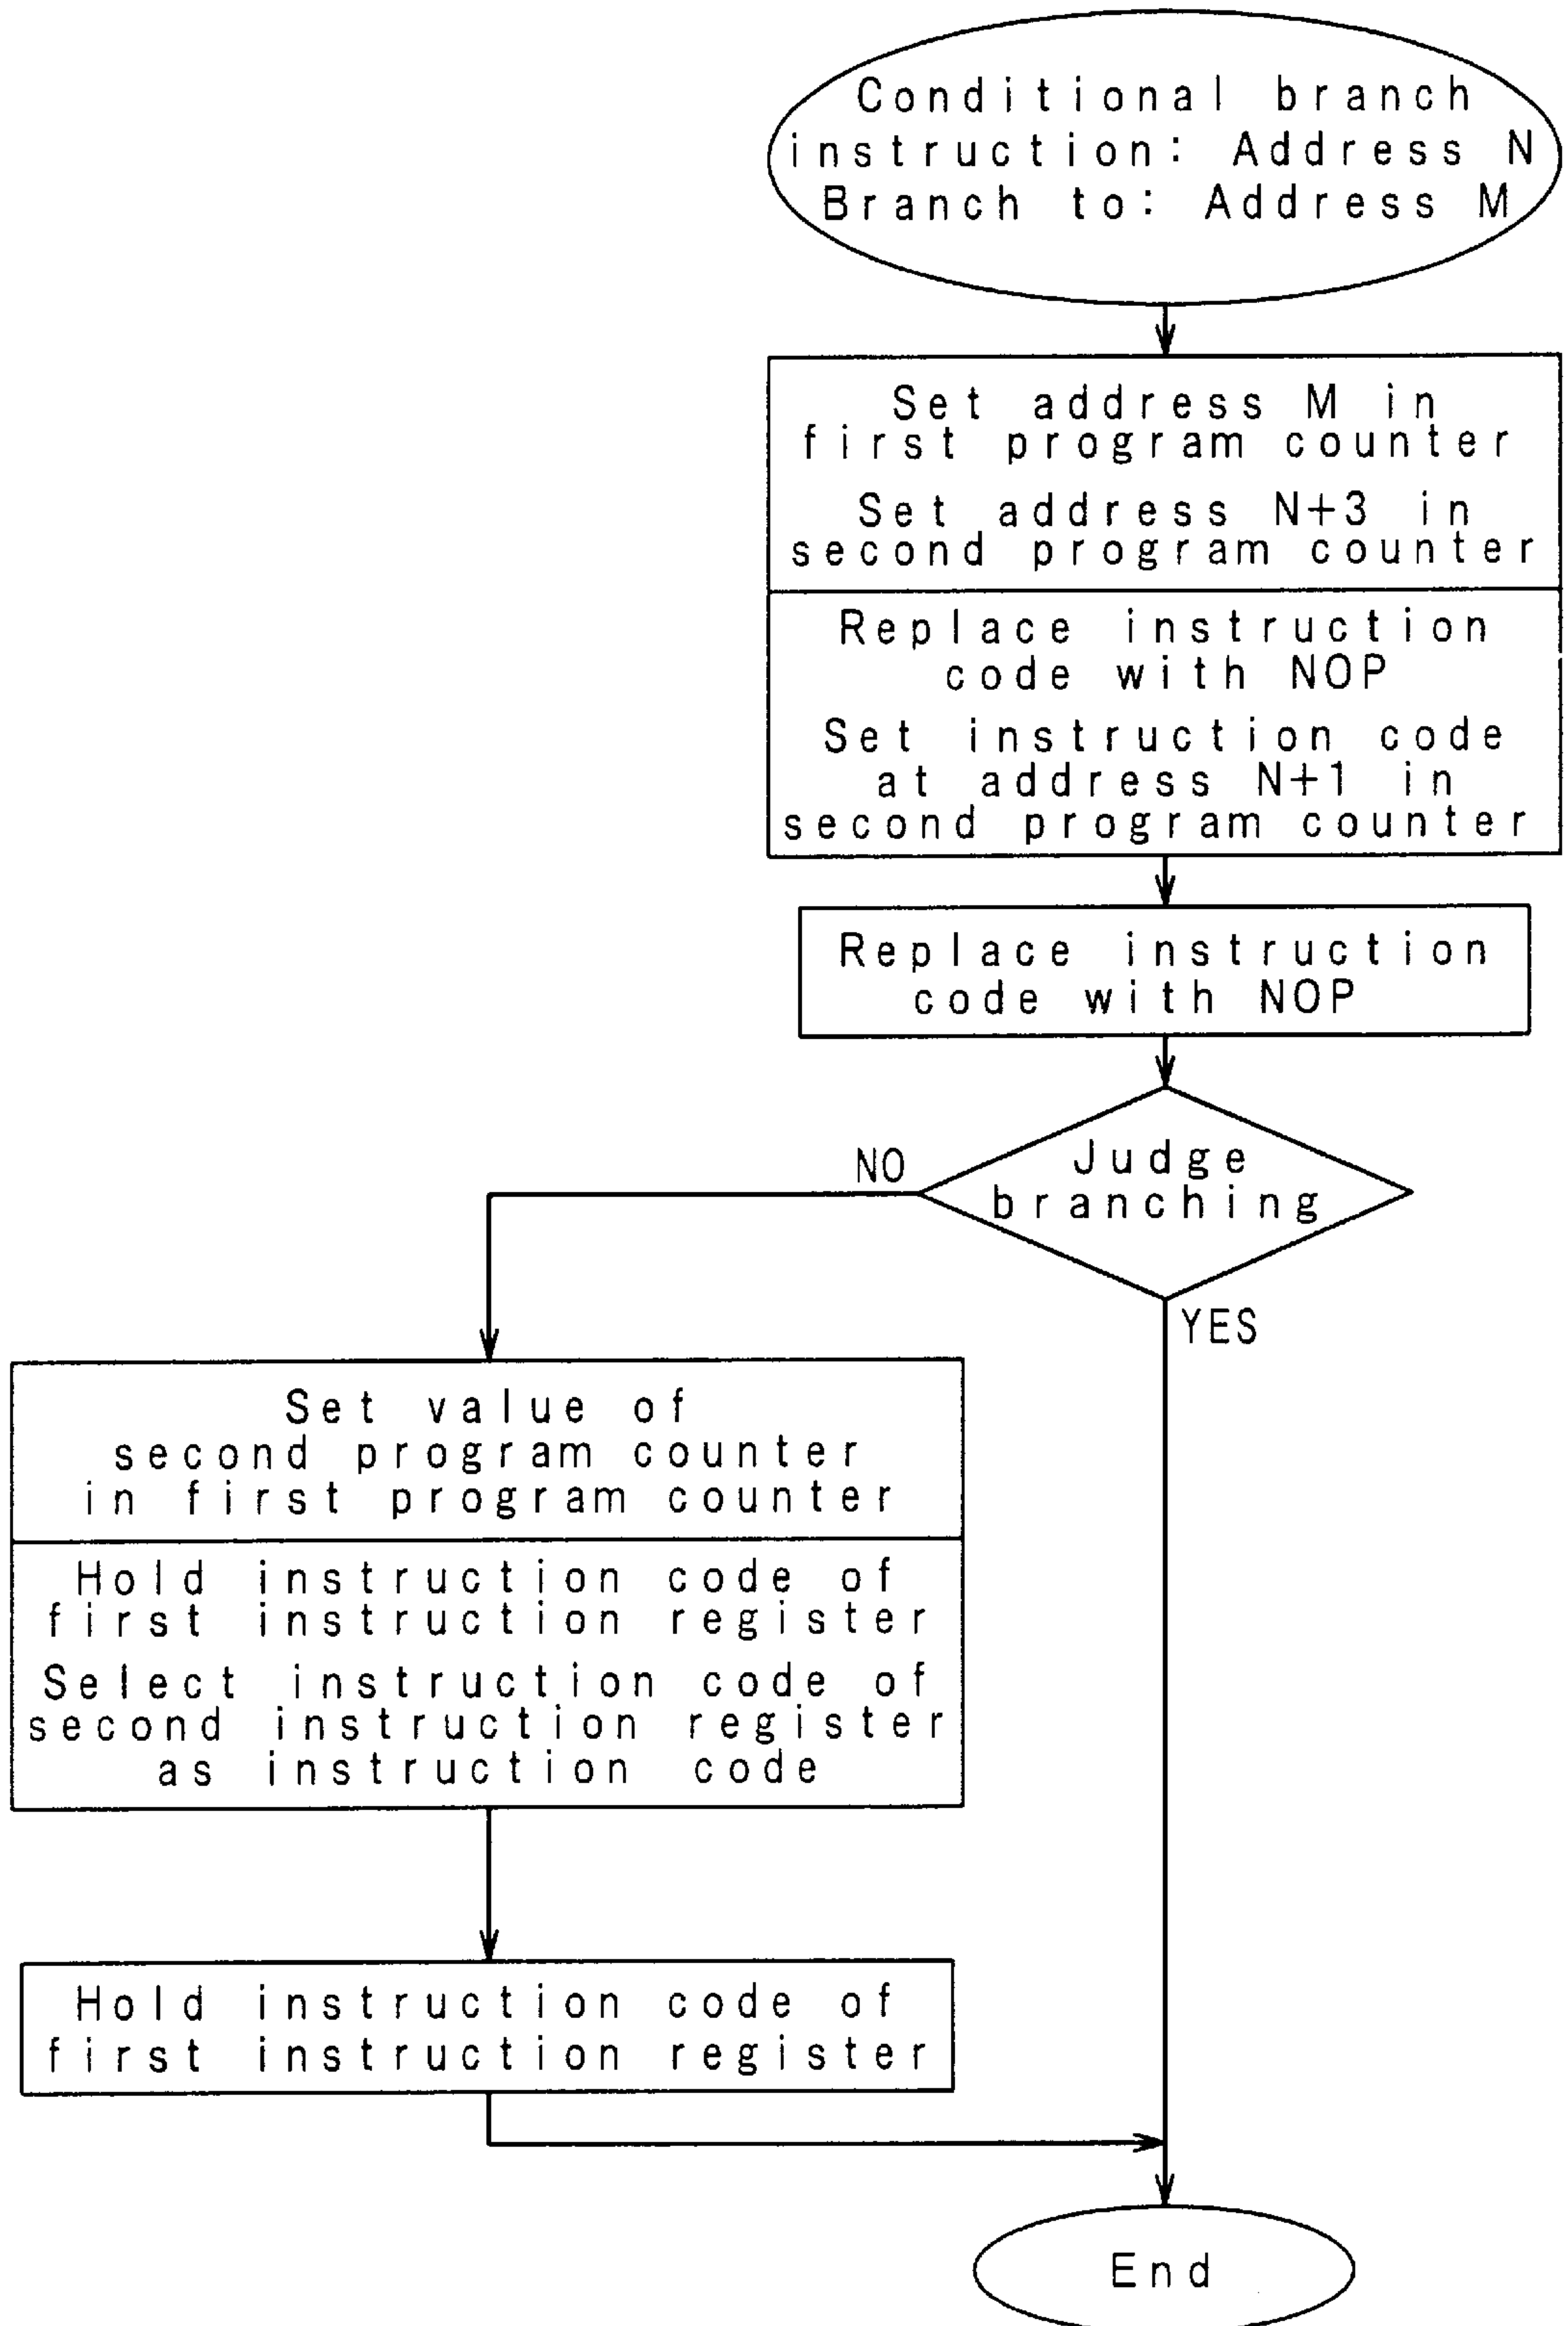 Conditional branch
instruction: Address N
Branch to: Address M
Set address M in
first program counter
Set address N+3 in
second program counter
Replace instruction
code with NOP
Set instruction code
at address N+1 in
second program counter
Replace instruction
code with NOP
Judge
branching
NO
YES
Set value of
second program counter
in first program counter
Hold instruction code of
first instruction register
Select instruction code of
second instruction register
as instruction code
Hold instruction code of
first instruction register
End